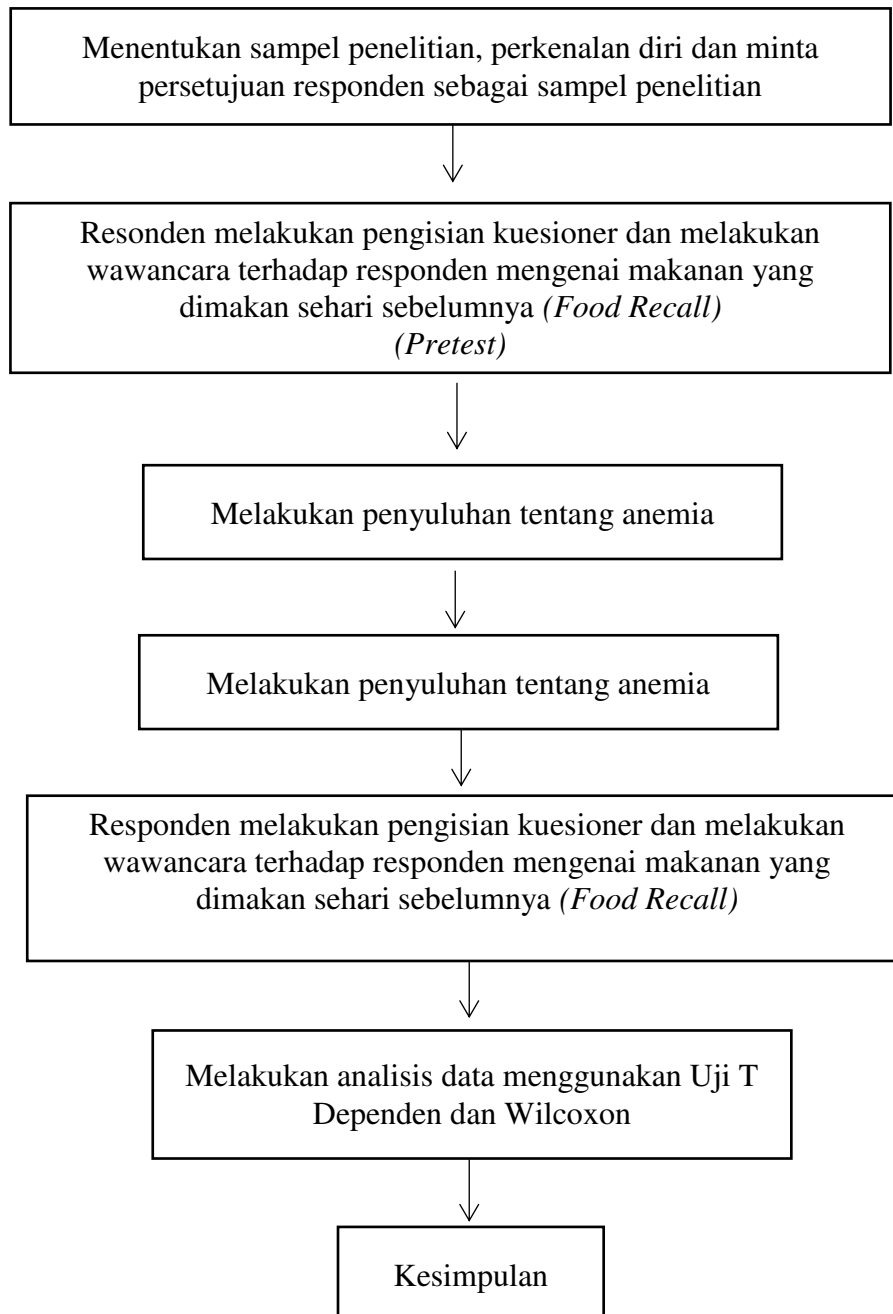 Menentukan sampel penelitian, perkenalan diri dan minta
persetujuan responden sebagai sampel penelitian
Resonden melakukan pengisian kuesioner dan melakukan
wawancara terhadap responden mengenai makanan yang
dimakan sehari sebelumnya (Food Recall)
(Pretest)
Melakukan penyuluhan tentang anemia
Melakukan penyuluhan tentang anemia
Responden melakukan pengisian kuesioner dan melakukan
wawancara terhadap responden mengenai makanan yang
dimakan sehari sebelumnya (Food Recall)
Melakukan analisis data menggunakan Uji T
Dependen dan Wilcoxon
Kesimpulan